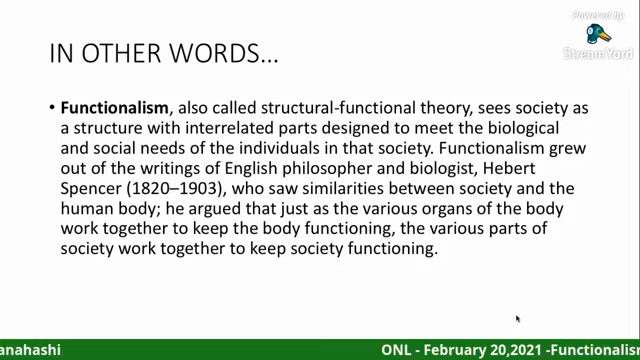 Powered by
StreamYard
IN OTHER WORDS...
• Functionalism, also called structural-functional theory, sees society as
a structure with interrelated parts designed to meet the biological
and social needs of the individuals in that society. Functionalism grew
out of the writings of English philosopher and biologist, Hebert
Spencer (1820–1903), who saw similarities between society and the
human body; he argued that just as the various organs of the body
work together to keep the body functioning, the various parts of
society work together to keep society functioning.
anahashi ONL - February 20,2021 -Functionalism